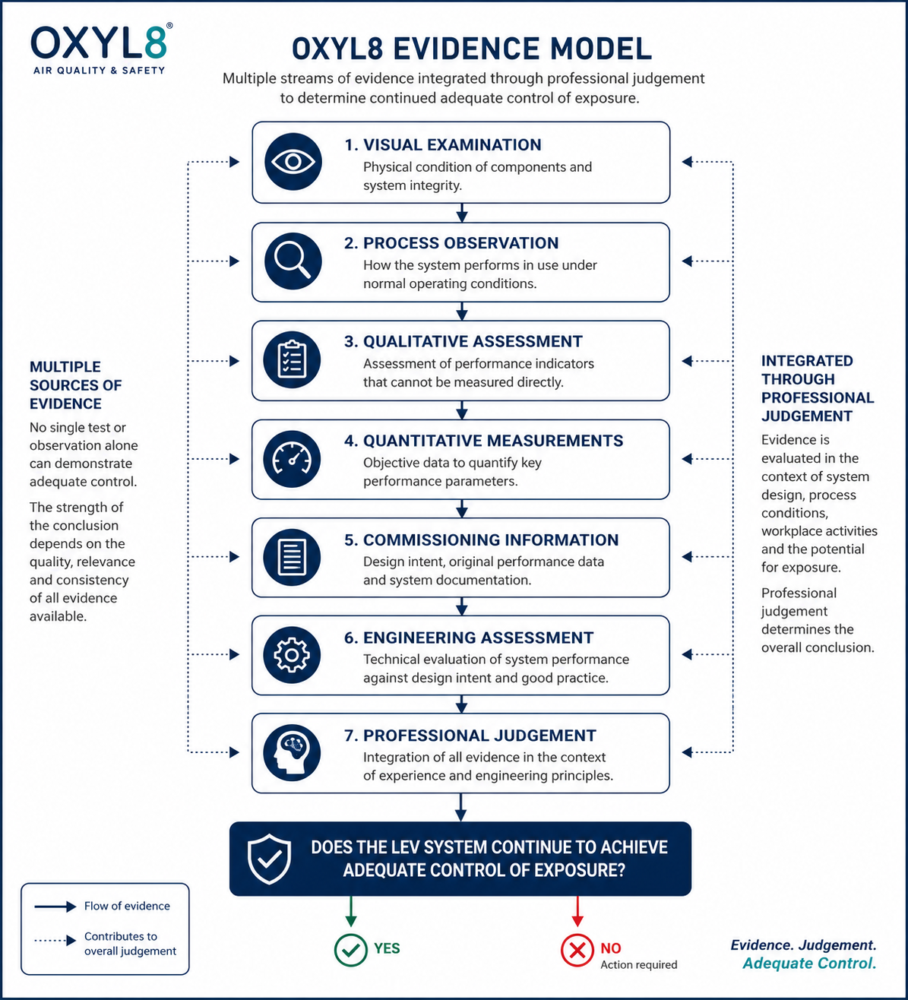 OXYL8®
AIR QUALITY & SAFETY
OXYL8 EVIDENCE MODEL
Multiple streams of evidence integrated through professional judgement
to determine continued adequate control of exposure.
1. VISUAL EXAMINATION
Physical condition of components and
system integrity.
2. PROCESS OBSERVATION
How the system performs in use under
normal operating conditions.
3. QUALITATIVE ASSESSMENT
Assessment of performance indicators
that cannot be measured directly.
4. QUANTITATIVE MEASUREMENTS
Objective data to quantify key
performance parameters.
5. COMMISSIONING INFORMATION
Design intent, original performance data
and system documentation.
6. ENGINEERING ASSESSMENT
Technical evaluation of system performance
against design intent and good practice.
7. PROFESSIONAL JUDGEMENT
Integration of all evidence in the context
of experience and engineering principles.
MULTIPLE
SOURCES OF
EVIDENCE
No single test or
observation alone
can demonstrate
adequate control.
The strength of
the conclusion
depends on the
quality, relevance
and consistency
of all evidence
available.
INTEGRATED
THROUGH
PROFESSIONAL
JUDGEMENT
Evidence is
evaluated in the
context of system
design, process
conditions,
workplace activities
and the potential
for exposure.
Professional
judgement
determines the
overall conclusion.
DOES THE LEV SYSTEM CONTINUE TO ACHIEVE
ADEQUATE CONTROL OF EXPOSURE?
YES
NO
Action required
Flow of evidence
Contributes to
overall judgement
Evidence. Judgement.
Adequate Control.